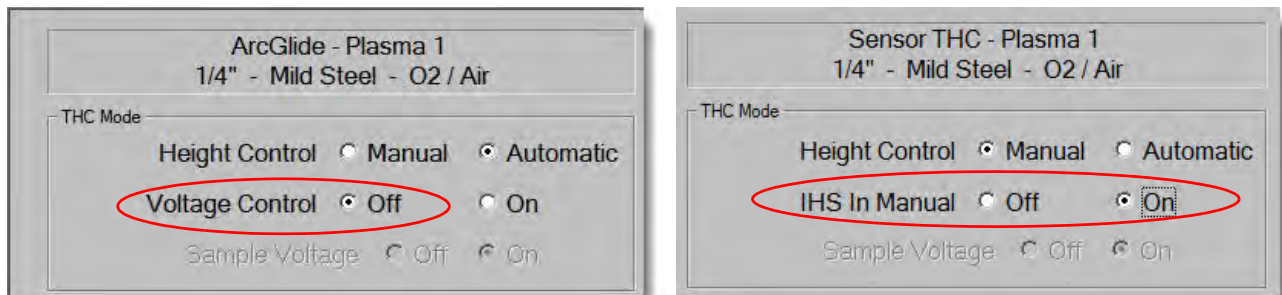 ArcGlide - Plasma 1
1/4" - Mild Steel - O2 / Air
THC Mode
Height Control Manual Automatic
Voltage Control Off On
Sample Voltage Off On
Sensor THC - Plasma 1
1/4" - Mild Steel - O2 / Air
THC Mode
Height Control Manual Automatic
IHS In Manual Off On
Sample Voltage Off On